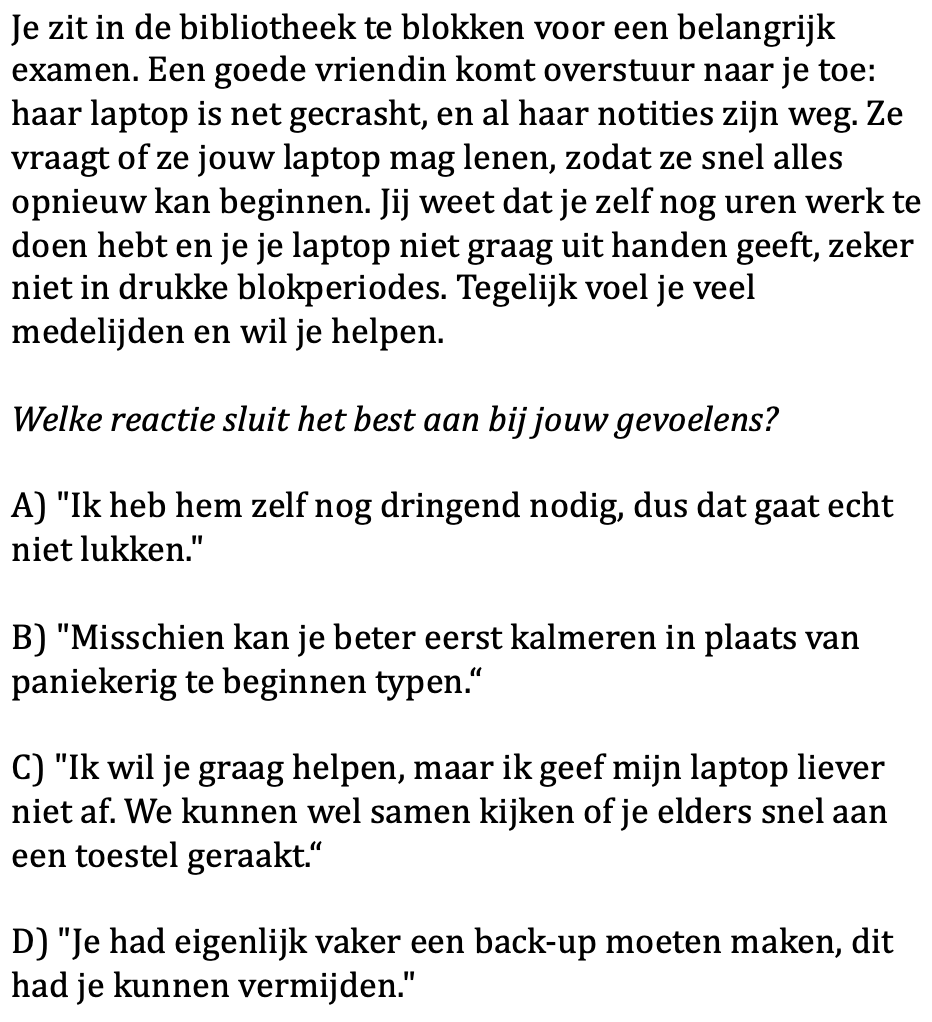 Je zit in de bibliotheek te blokken voor een belangrijk
examen. Een goede vriendin komt overstuur naar je toe:
haar laptop is net gecrasht, en al haar notities zijn weg. Ze
vraagt of ze jouw laptop mag lenen, zodat ze snel alles
opnieuw kan beginnen. Jij weet dat je zelf nog uren werk te
doen hebt en je je laptop niet graag uit handen geeft, zeker
niet in drukke blokperiodes. Tegelijk voel je veel
medelijden en wil je helpen.
Welke reactie sluit het best aan bij jouw gevoelens?
A) "Ik heb hem zelf nog dringend nodig, dus dat gaat echt
niet lukken."
B) "Misschien kan je beter eerst kalmeren in plaats van
paniekerig te beginnen typen.“
C) "Ik wil je graag helpen, maar ik geef mijn laptop liever
niet af. We kunnen wel samen kijken of je elders snel aan
een toestel geraakt.“
D) "Je had eigenlijk vaker een back-up moeten maken, dit
had je kunnen vermijden."